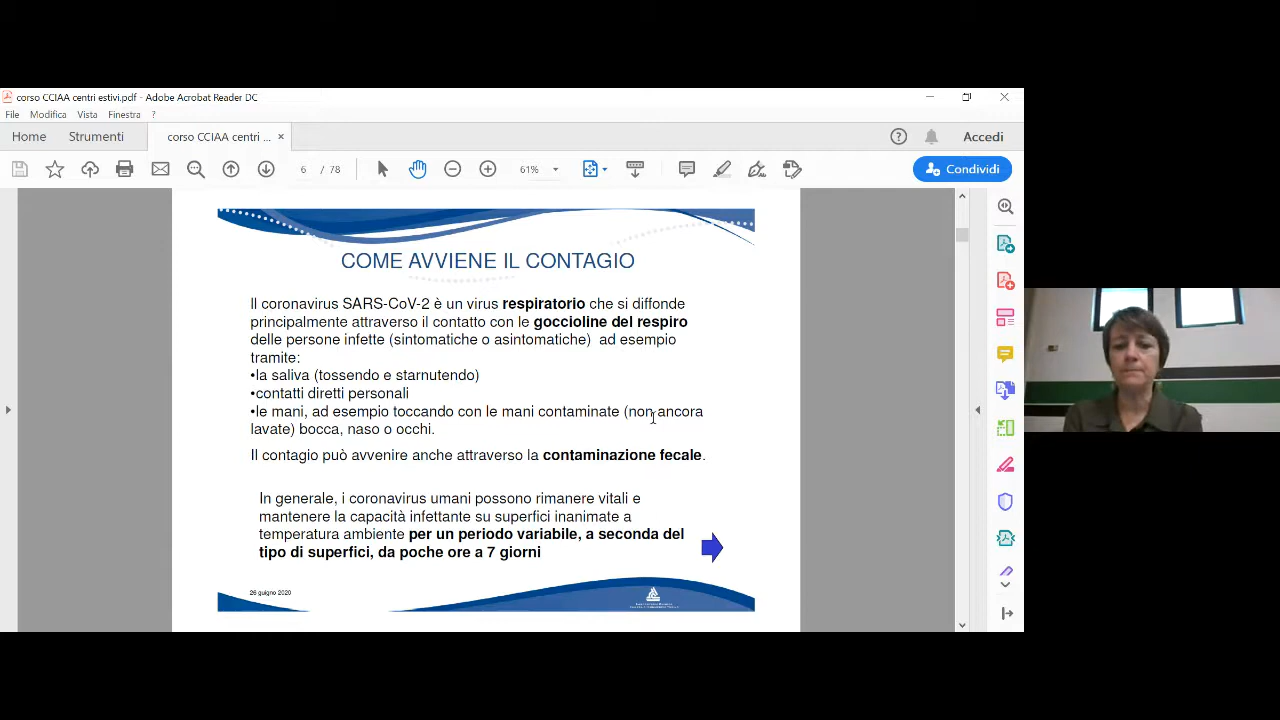 corso CCIAA centri estivi.pdf - Adobe Acrobat Reader DC
File Modifica Vista Finestra ?
Home Strumenti corso CCIAA centri ... × Accedi
6 / 78 61% Condividi
COME AVVIENE IL CONTAGIO
Il coronavirus SARS-CoV-2 è un virus respiratorio che si diffonde
principalmente attraverso il contatto con le goccioline del respiro
delle persone infette (sintomatiche o asintomatiche) ad esempio
tramite:
•la saliva (tossendo e starnutendo)
•contatti diretti personali
•le mani, ad esempio toccando con le mani contaminate (non ancora
lavate) bocca, naso o occhi.
Il contagio può avvenire anche attraverso la contaminazione fecale.
In generale, i coronavirus umani possono rimanere vitali e
mantenere la capacità infettante su superfici inanimate a
temperatura ambiente per un periodo variabile, a seconda del
tipo di superfici, da poche ore a 7 giorni
26 guigno 2020